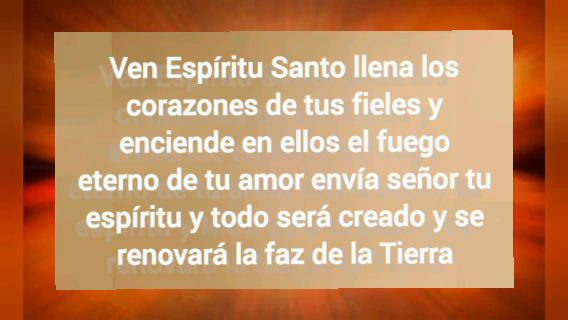 Ven Espíritu Santo llena los
corazones de tus fieles y
enciende en ellos el fuego
eterno de tu amor envía señor tu
espíritu y todo será creado y se
renovará la faz de la Tierra